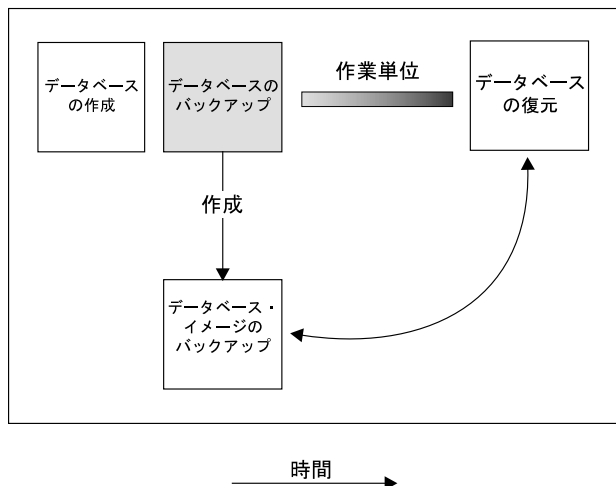 データベース
の作成
データベースの
バックアップ
作業単位
データベース
の復元
作成
データベース・
イメージの
バックアップ
時間